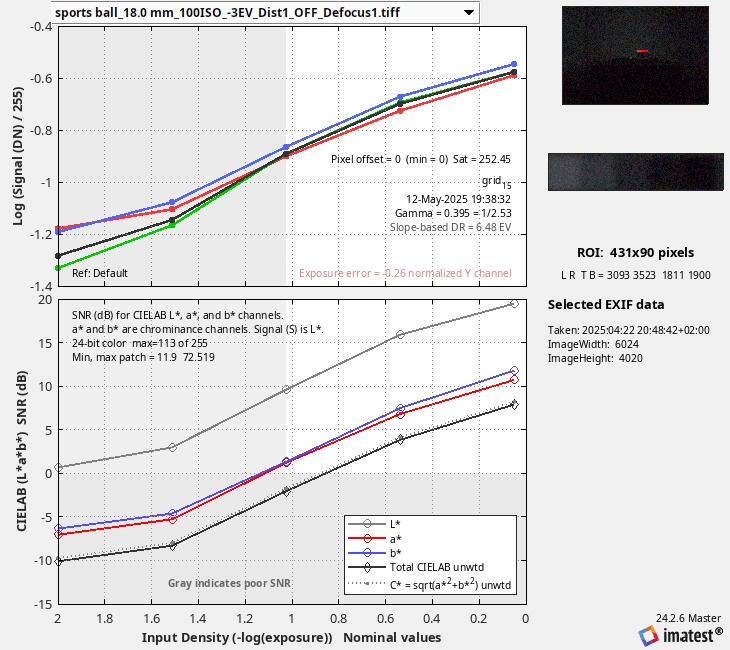 sports ball_18.0 mm_100ISO_-3EV_Dist1_OFF_Defocus1.tiff
-0.4
-0.6
-0.8
-1
-1.2
-1.4
Log (Signal (DN) / 255)
Pixel offset = 0 (min = 0) Sat = 252.45
grid_15
12-May-2025 19:38:32
Gamma = 0.395 = 1/2.53
Slope-based DR = 6.48 EV
Ref: Default
Exposure error = -0.26 normalized Y channel
ROI: 431x90 pixels
L R T B = 3093 3523 1811 1900
Selected EXIF data
Taken: 2025:04:22 20:48:42+02:00
ImageWidth: 6024
ImageHeight: 4020
20
15
10
5
0
-5
-10
-15
CIELAB (L*a*b*) SNR (dB)
SNR (dB) for CIELAB L*, a*, and b* channels.
a* and b* are chrominance channels. Signal (S) is L*.
24-bit color max=113 of 255
Min, max patch = 11.9 72.519
L*
a*
b*
Total CIELAB unwtd
C* = sqrt(a*²+b*²) unwtd
Gray indicates poor SNR
2 1.8 1.6 1.4 1.2 1 0.8 0.6 0.4 0.2 0
Input Density (-log(exposure)) Nominal values
24.2.6 Master
imatest®